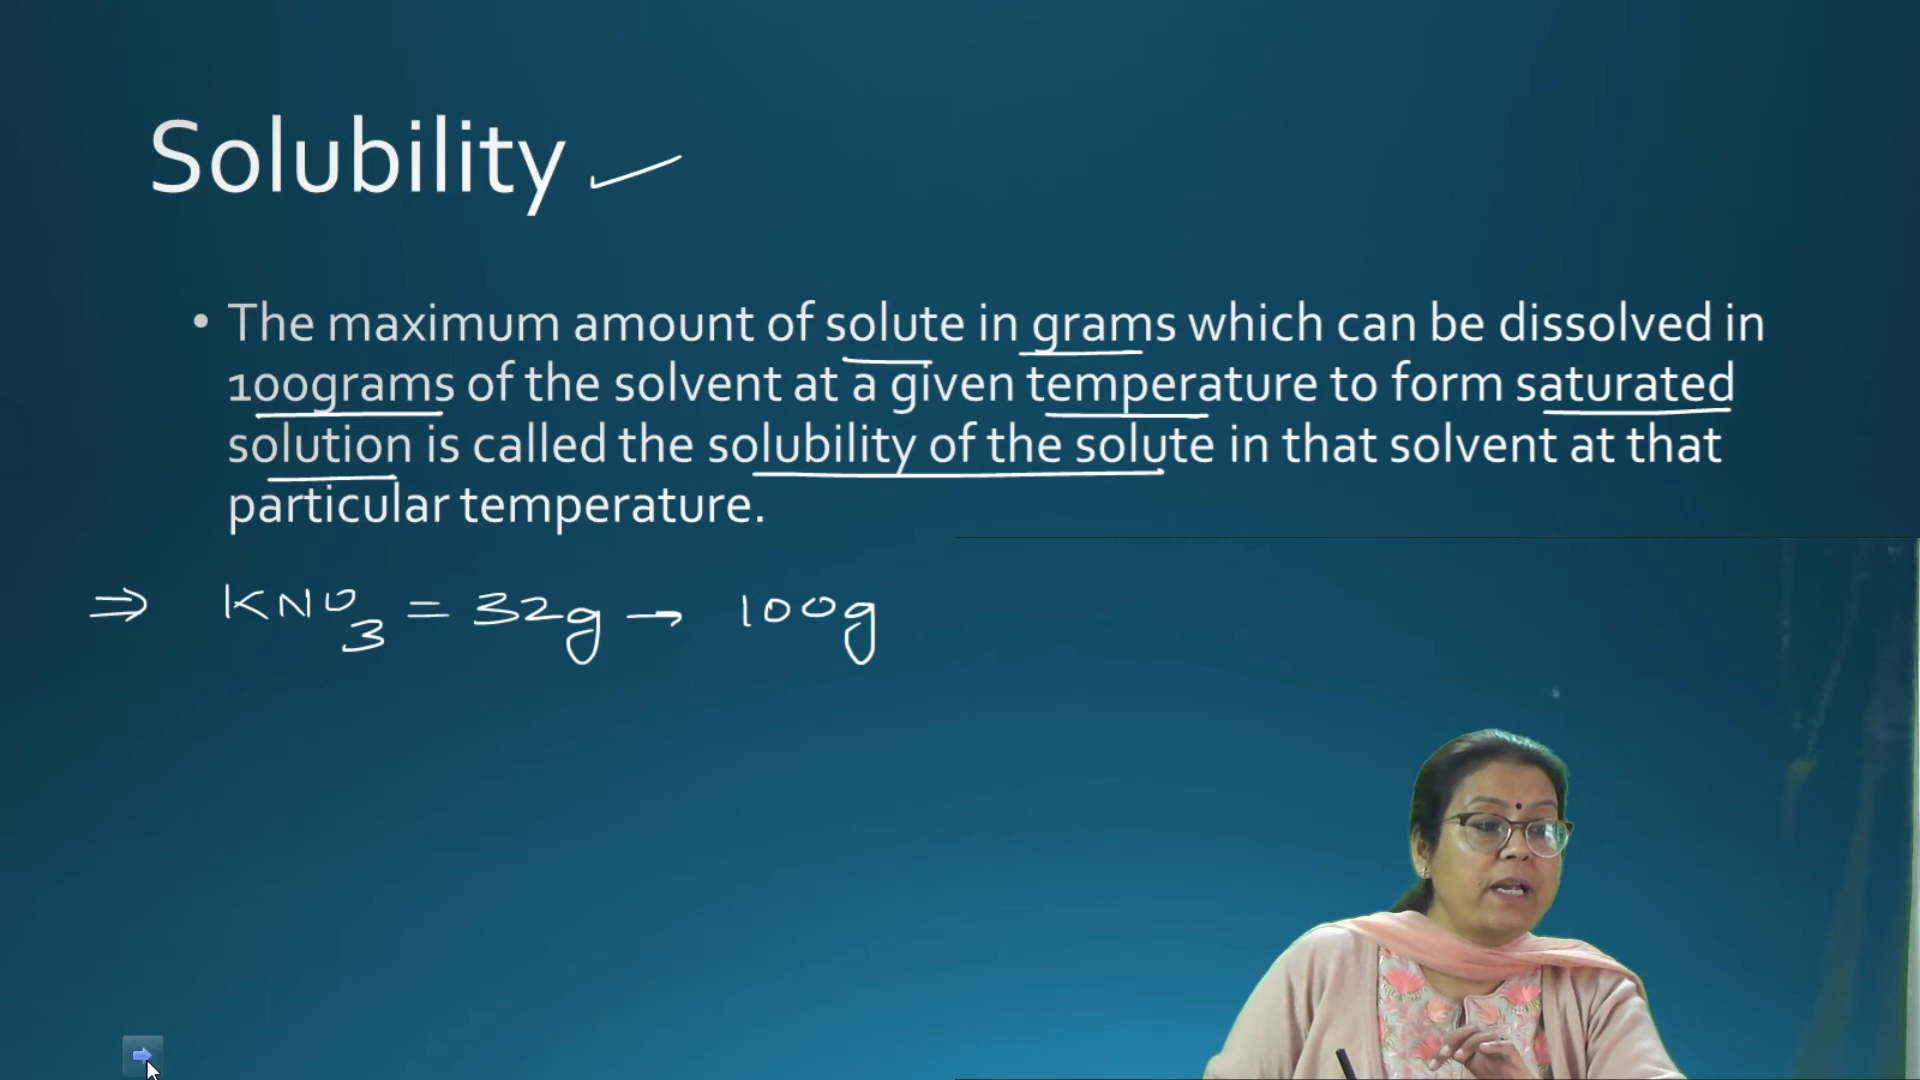 Solubility
• The maximum amount of solute in grams which can be dissolved in
100grams of the solvent at a given temperature to form saturated
solution is called the solubility of the solute in that solvent at that
particular temperature.
⇒ KNO3 = 32g → 100g